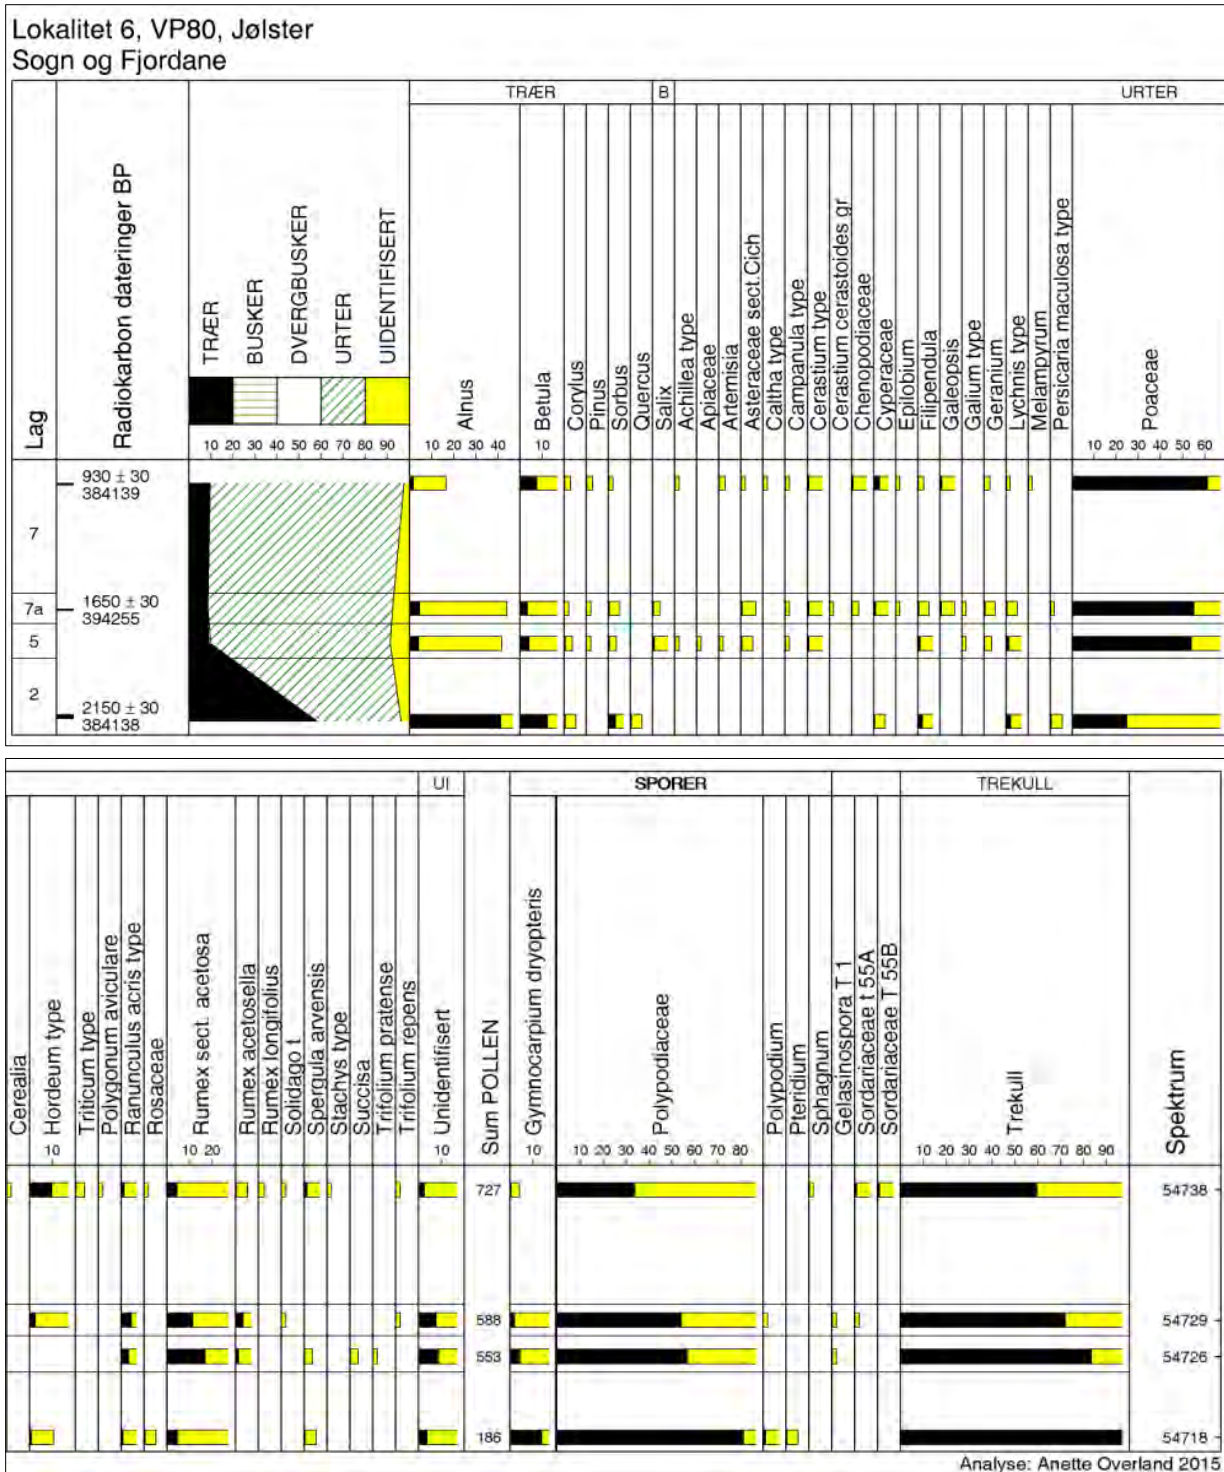 Lokalitet 6, VP80, Jølster
Sogn og Fjordane
TRÆR
B
URTER
Lag
Radiokarbon dateringer BP
TRÆR
BUSKER
DVERGBUSKER
URTER
UIDENTIFISERT
Alnus
Betula
Corylus
Pinus
Sorbus
Quercus
Salix
Achillea type
Apiaceae
Artemisia
Asteraceae sect.Cich
Caltha type
Campanula type
Cerastium type
Cerastium cerastoides gr.
Chenopodiaceae
Cyperaceae
Epilobium
Filipendula
Galeopsis
Galium type
Geranium
Lychnis type
Melampyrum
Persicaria maculosa type
Poaceae
10 20 30 40 50 60 70 80 90
10 20 30 40
10
10 20 30 40 50 60
930 ± 30
384139
7
7a
1650 ± 30
394255
5
2
2150 ± 30
384138
UI
SPORER
TREKULL
Cerealia
Hordeum type
Triticum type
Polygonum aviculare
Ranunculus acris type
Rosaceae
Rumex sect. acetosa
Rumex acetosella
Rumex longifolius
Solidago t.
Spergula arvensis
Stachys type
Succisa
Trifolium pratense
Trifolium repens
Unidentifisert
Sum POLLEN
Gymnocarpium dryopteris
Polypodiaceae
Polypodium
Pteridium
Sphagnum
Gelasinospora T 1
Sordariaceae t 55A
Sordariaceae T 55B
Trekull
Spektrum
10
10 20
10
10
10 20 30 40 50 60 70 80
10 20 30 40 50 60 70 80 90
727
54738
588
54729
553
54726
186
54718
Analyse: Anette Overland 2015